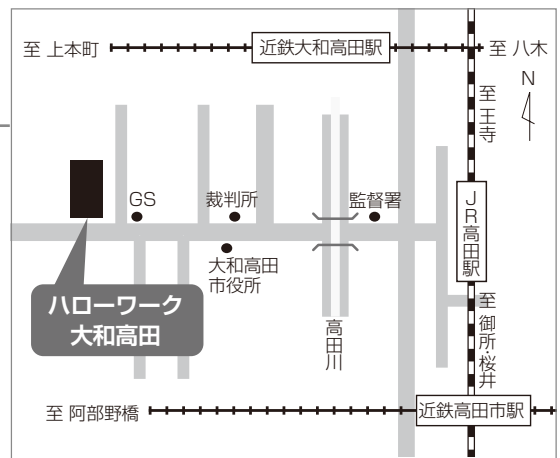 至 上本町
近鉄大和高田駅
至 八木
N
至 王寺
GS
裁判所
監督署
JR高田駅
大和高田
市役所
ハローワーク
大和高田
高田川
至 御所・桜井
至 阿部野橋
近鉄高田市駅